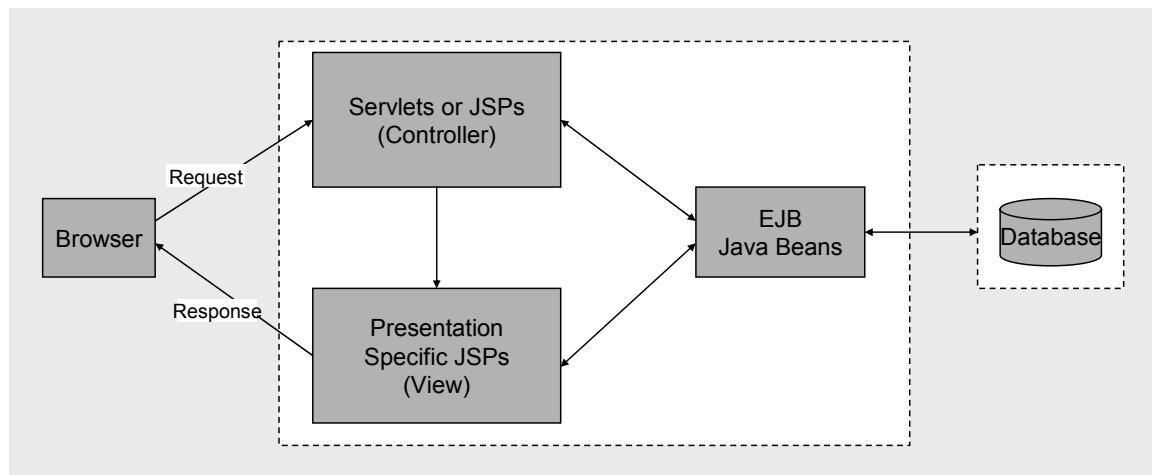 Servlets or JSPs
(Controller)
Request
Browser
EJB
Java Beans
Database
Response
Presentation
Specific JSPs
(View)